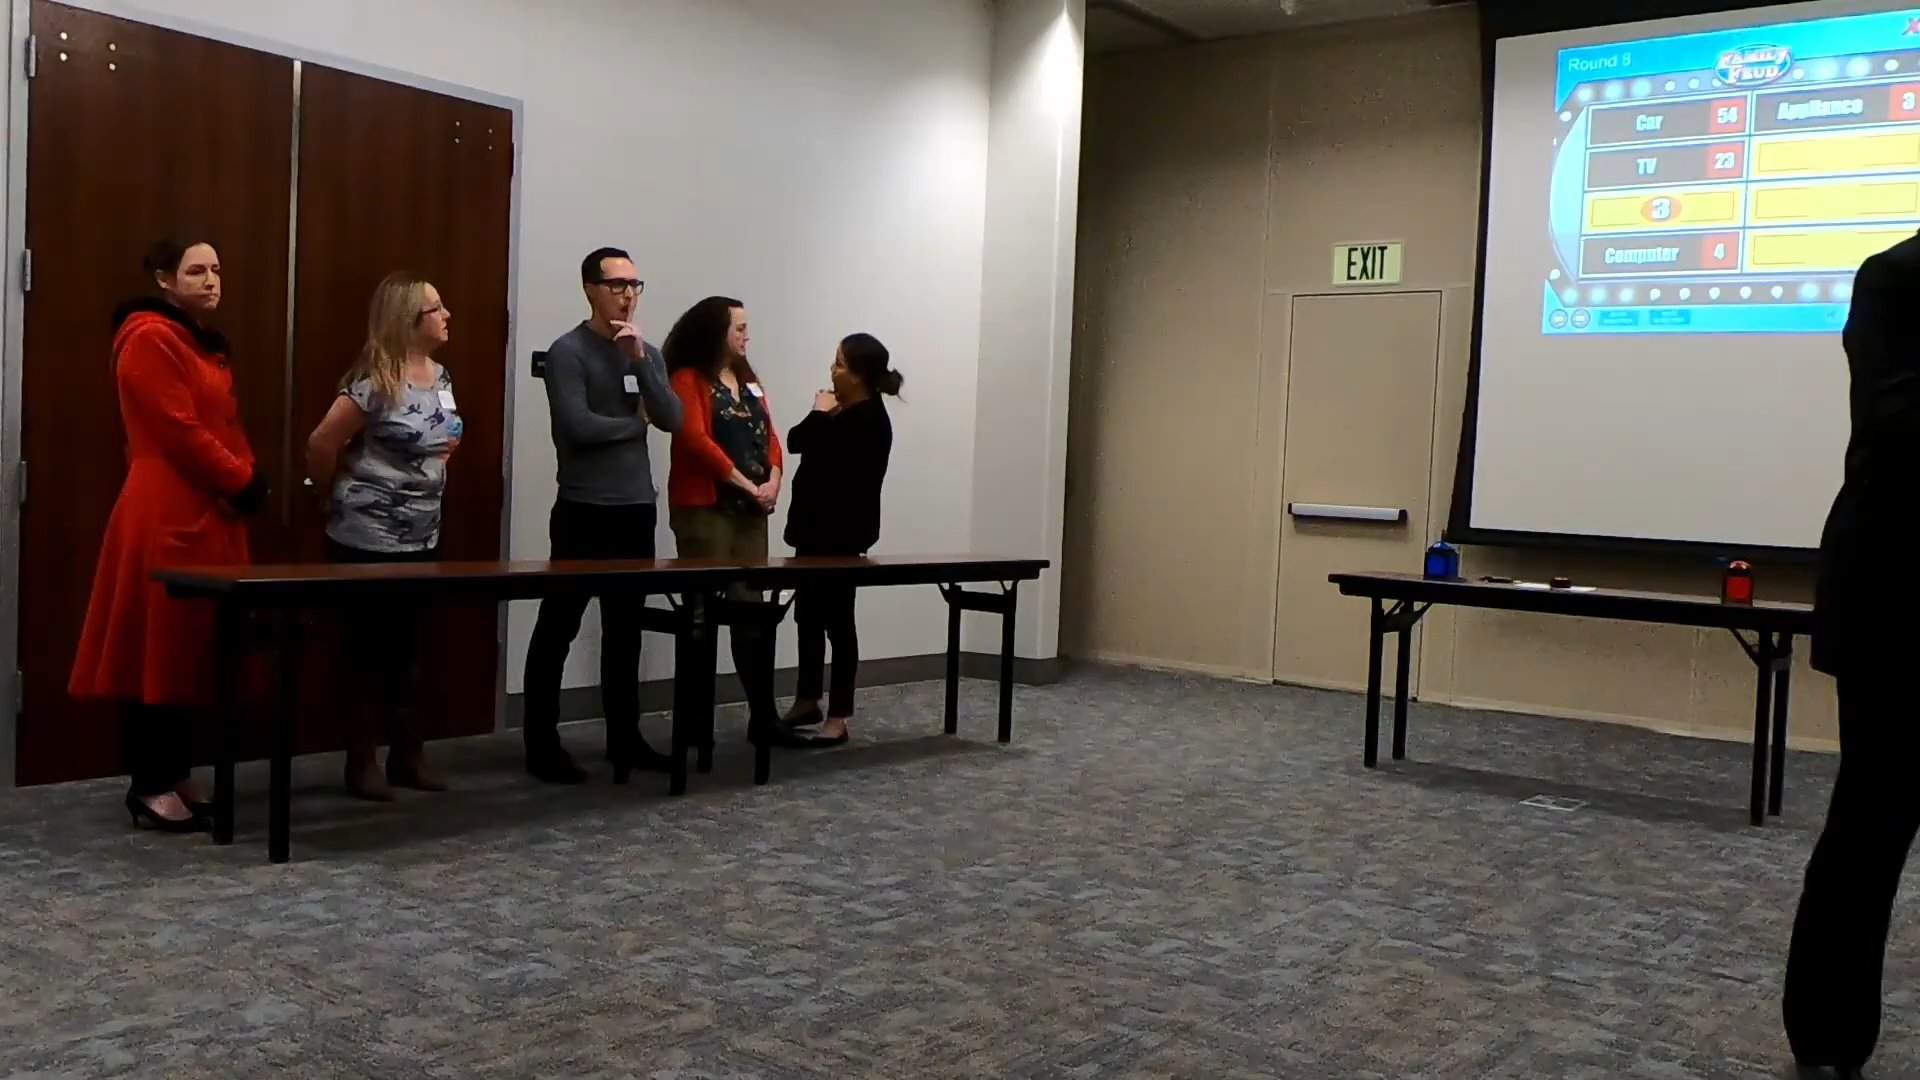 Round 8
FAMILY
FEUD
X
Car 54
Appliance 3
TV 23
3
Computer 4
EXIT